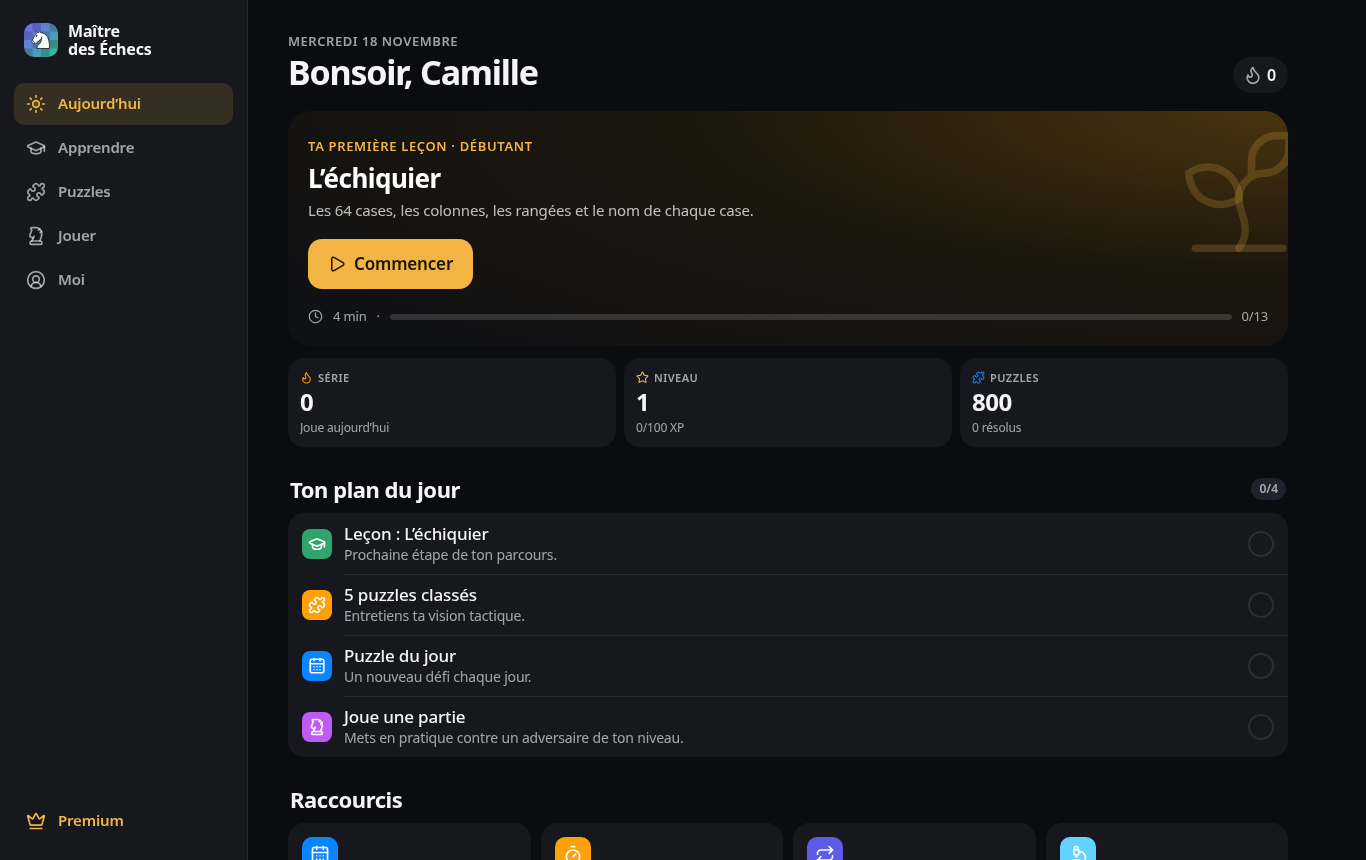 Maître
des Échecs
Aujourd’hui
Apprendre
Puzzles
Jouer
Moi
Premium
MERCREDI 18 NOVEMBRE
Bonsoir, Camille
0
TA PREMIÈRE LEÇON · DÉBUTANT
L’échiquier
Les 64 cases, les colonnes, les rangées et le nom de chaque case.
Commencer
4 min ·
0/13
SÉRIE
0
Joue aujourd’hui
NIVEAU
1
0/100 XP
PUZZLES
800
0 résolus
Ton plan du jour
0/4
Leçon : L’échiquier
Prochaine étape de ton parcours.
5 puzzles classés
Entretiens ta vision tactique.
Puzzle du jour
Un nouveau défi chaque jour.
Joue une partie
Mets en pratique contre un adversaire de ton niveau.
Raccourcis